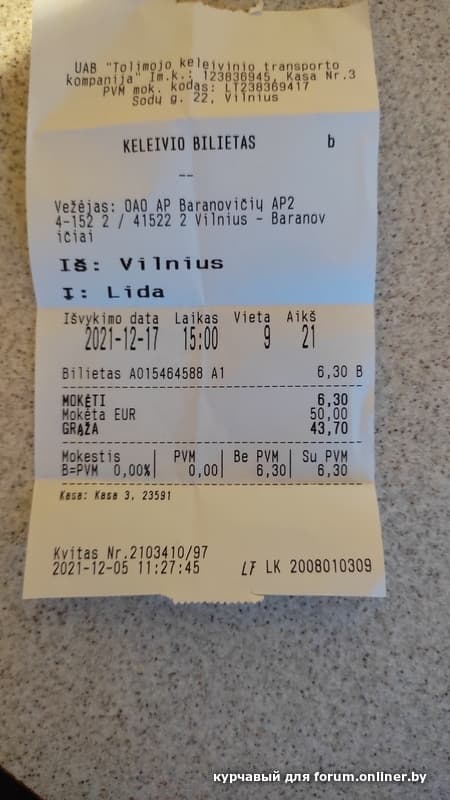 UAB "Tolimojo keleivinio transporto
kompanija" Im.k.: 123836945, Kasa Nr.3
PVM mok. kodas: LT238369417
Sodų g. 22, Vilnius
KELEIVIO BILIETAS b
--
Vežėjas: OAO AP Baranovičių AP2
4-152 2 / 41522 2 Vilnius - Baranov
ičiai
Iš: Vilnius
Į: Lida
Išvykimo data Laikas Vieta Aikš
2021-12-17 15:00 9 21
Bilietas A015464588 A1 6,30 B
MOKĖTI 6,30
Mokėta EUR 50,00
GRĄŽA 43,70
Mokestis | PVM | Be PVM | Su PVM
B=PVM 0,00%| 0,00| 6,30| 6,30
Kasa: Kasa 3, 23591
Kvitas Nr.2103410/97
2021-12-05 11:27:45 LF LK 2008010309
курчавый для forum.onliner.by